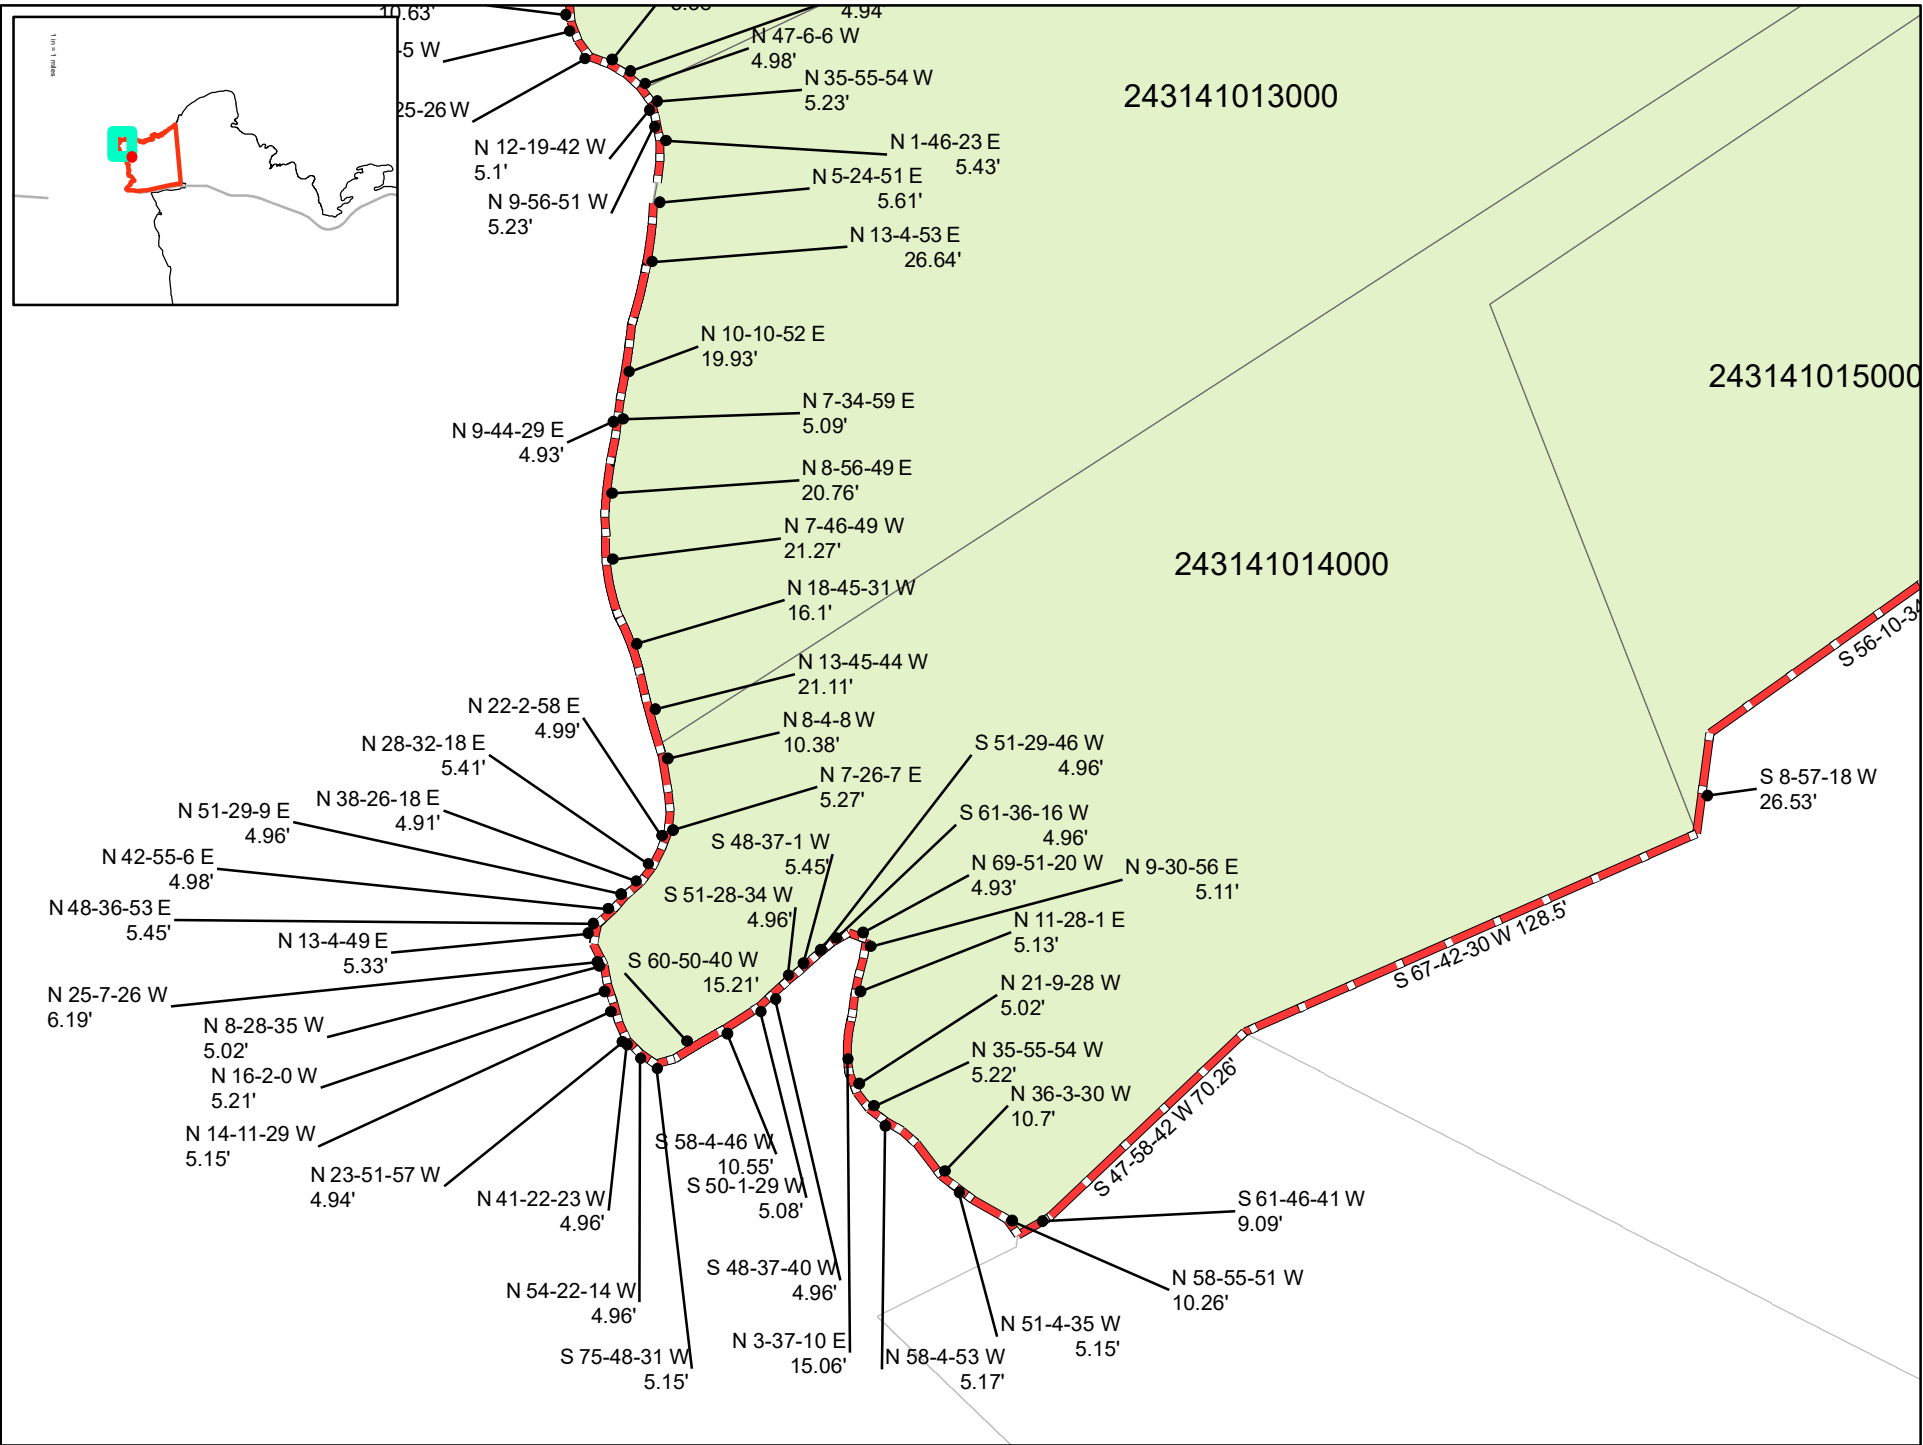 1 in = 1 miles
10.63'
4.94'
-5 W
N 47-6-6 W
4.98'
N 35-55-54 W
5.23'
243141013000
25-26 W
N 12-19-42 W
5.1'
N 1-46-23 E
5.43'
N 5-24-51 E
5.61'
N 9-56-51 W
5.23'
N 13-4-53 E
26.64'
N 10-10-52 E
19.93'
243141015000
N 7-34-59 E
5.09'
N 9-44-29 E
4.93'
N 8-56-49 E
20.76'
N 7-46-49 W
21.27'
243141014000
N 18-45-31 W
16.1'
S 56-10-34
N 13-45-44 W
21.11'
N 22-2-58 E
4.99'
N 8-4-8 W
10.38'
N 28-32-18 E
5.41'
S 51-29-46 W
4.96'
N 7-26-7 E
5.27'
S 8-57-18 W
26.53'
N 38-26-18 E
4.91'
N 51-29-9 E
4.96'
S 61-36-16 W
4.96'
S 48-37-1 W
5.45'
N 42-55-6 E
4.98'
N 69-51-20 W
4.93'
N 9-30-56 E
5.11'
S 51-28-34 W
4.96'
N 48-36-53 E
5.45'
N 11-28-1 E
5.13'
S 67-42-30 W 128.5'
N 13-4-49 E
5.33'
S 60-50-40 W
15.21'
N 21-9-28 W
5.02'
N 25-7-26 W
6.19'
N 8-28-35 W
5.02'
N 35-55-54 W
5.22'
N 16-2-0 W
5.21'
N 36-3-30 W
10.7'
S 47-58-42 W 70.26'
N 14-11-29 W
5.15'
S 58-4-46 W
10.55'
N 23-51-57 W
4.94'
S 50-1-29 W
5.08'
N 41-22-23 W
4.96'
S 61-46-41 W
9.09'
S 48-37-40 W
4.96'
N 58-55-51 W
10.26'
N 54-22-14 W
4.96'
N 51-4-35 W
5.15'
N 3-37-10 E
15.06'
S 75-48-31 W
5.15'
N 58-4-53 W
5.17'